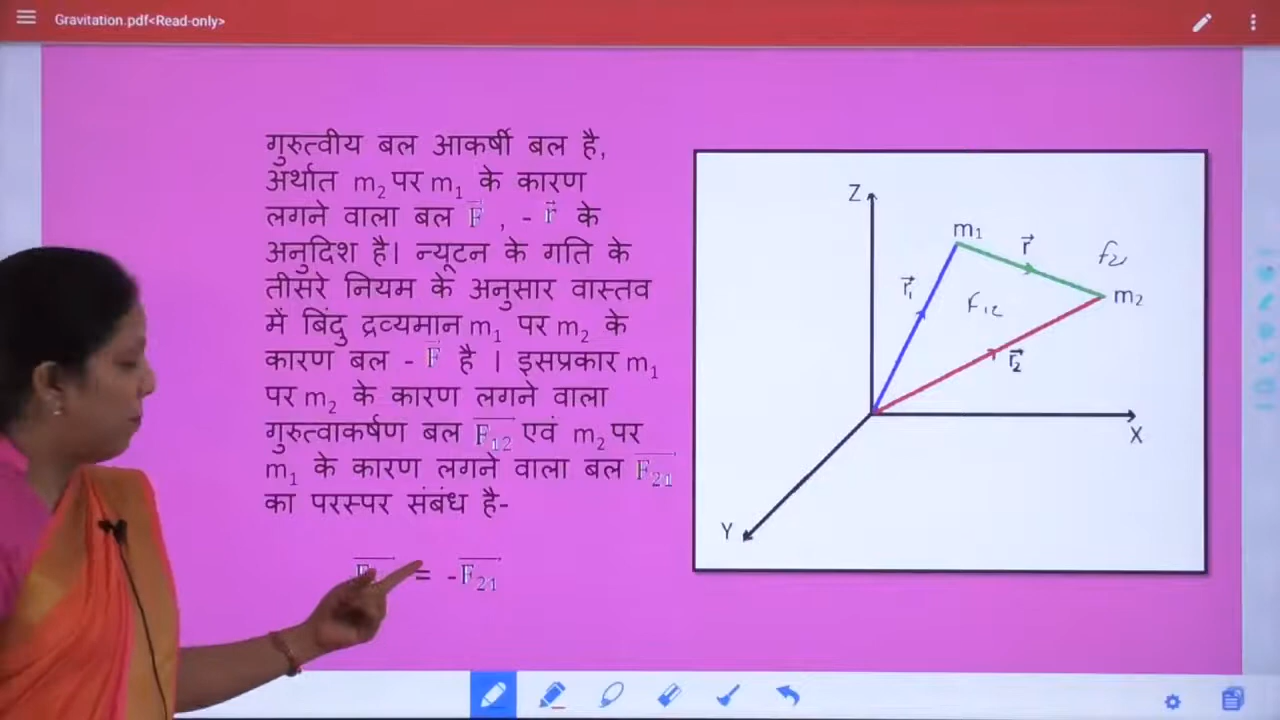 Gravitation.pdf<Read-only>
गुरुत्वीय बल आकर्षी बल है,
अर्थात m₂ पर m₁ के कारण
लगने वाला बल F⃗ , - r⃗ के
अनुदिश है। न्यूटन के गति के
तीसरे नियम के अनुसार वास्तव
में बिंदु द्रव्यमान m₁ पर m₂ के
कारण बल - F⃗ है | इसप्रकार m₁
पर m₂ के कारण लगने वाला
गुरुत्वाकर्षण बल F₁₂ एवं m₂ पर
m₁ के कारण लगने वाला बल F₂₁
का परस्पर संबंध है-
= -F₂₁
Z
m₁
r⃗
r⃗₁
F₁₂
m₂
r⃗₂
X
Y